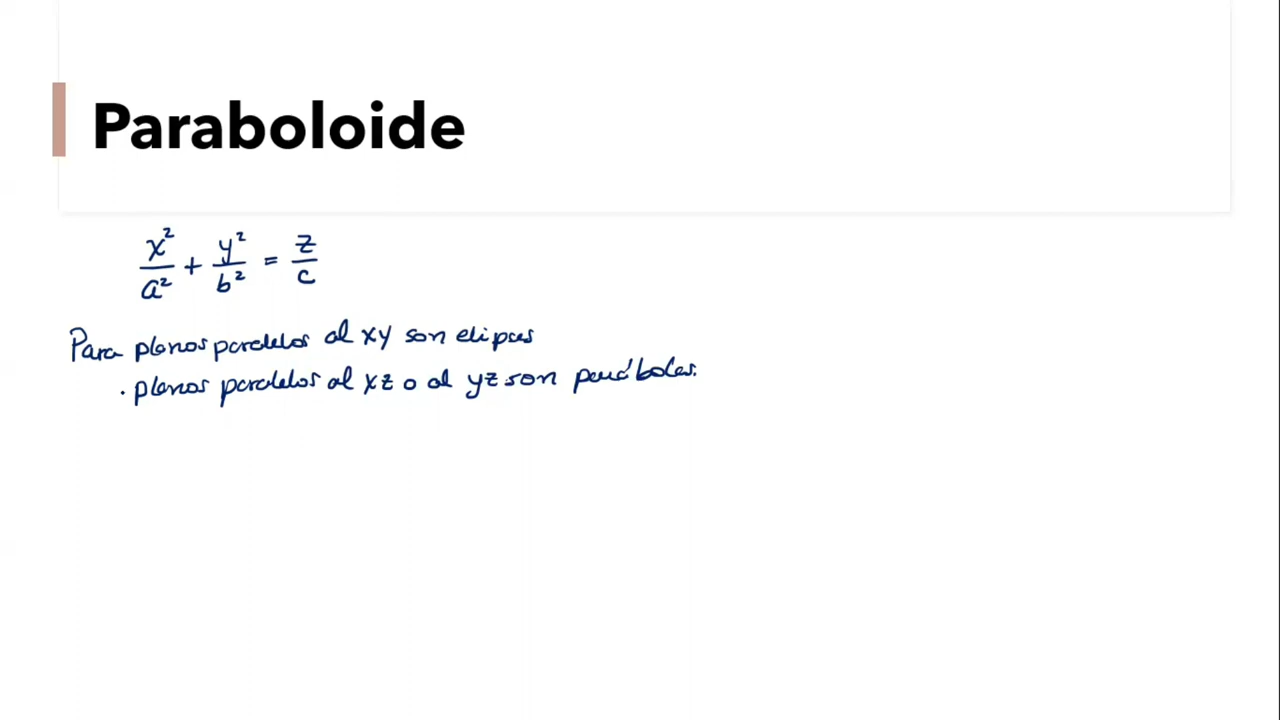 Paraboloide
x²/a² + y²/b² = z/c
Para planos paralelos al xy son elipses
. planos paralelos al xz o al yz son parábolas.